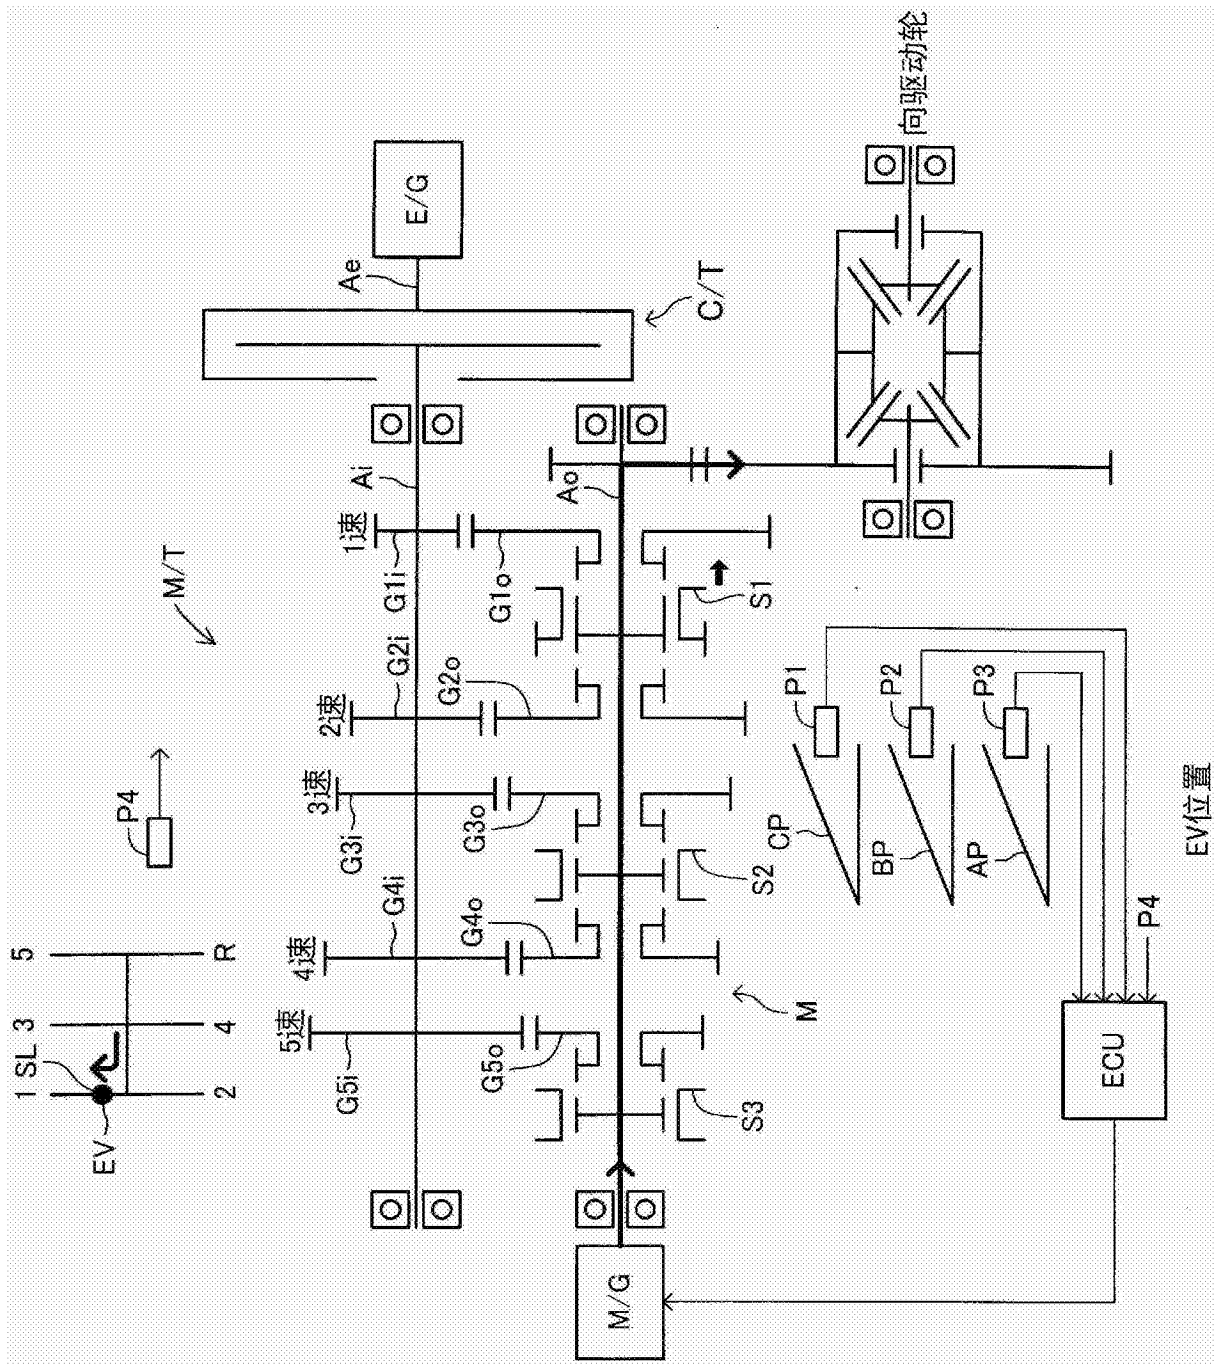 5
3
SL
1
R
4
2
EV
P4
M/T
5速
4速
3速
2速
1速
G5i
G4i
G3i
G2i
G1i
Ai
Ae
E/G
G5o
G4o
G3o
G2o
G1o
Ao
C/T
M/G
S3
S2
S1
M
CP
BP
AP
P1
P2
P3
P4
ECU
向驱动轮
EV位置